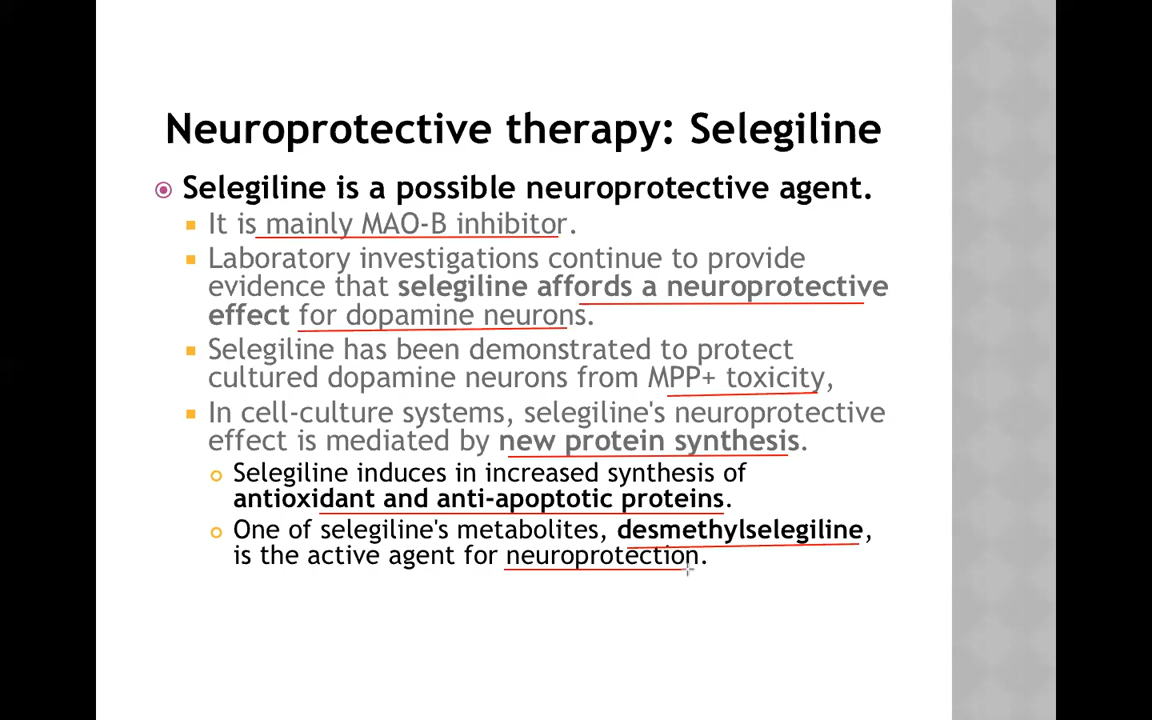 Neuroprotective therapy: Selegiline
Selegiline is a possible neuroprotective agent.
It is mainly MAO-B inhibitor.
Laboratory investigations continue to provide
evidence that selegiline affords a neuroprotective
effect for dopamine neurons.
Selegiline has been demonstrated to protect
cultured dopamine neurons from MPP+ toxicity,
In cell-culture systems, selegiline's neuroprotective
effect is mediated by new protein synthesis.
Selegiline induces in increased synthesis of
antioxidant and anti-apoptotic proteins.
One of selegiline's metabolites, desmethylselegiline,
is the active agent for neuroprotection.